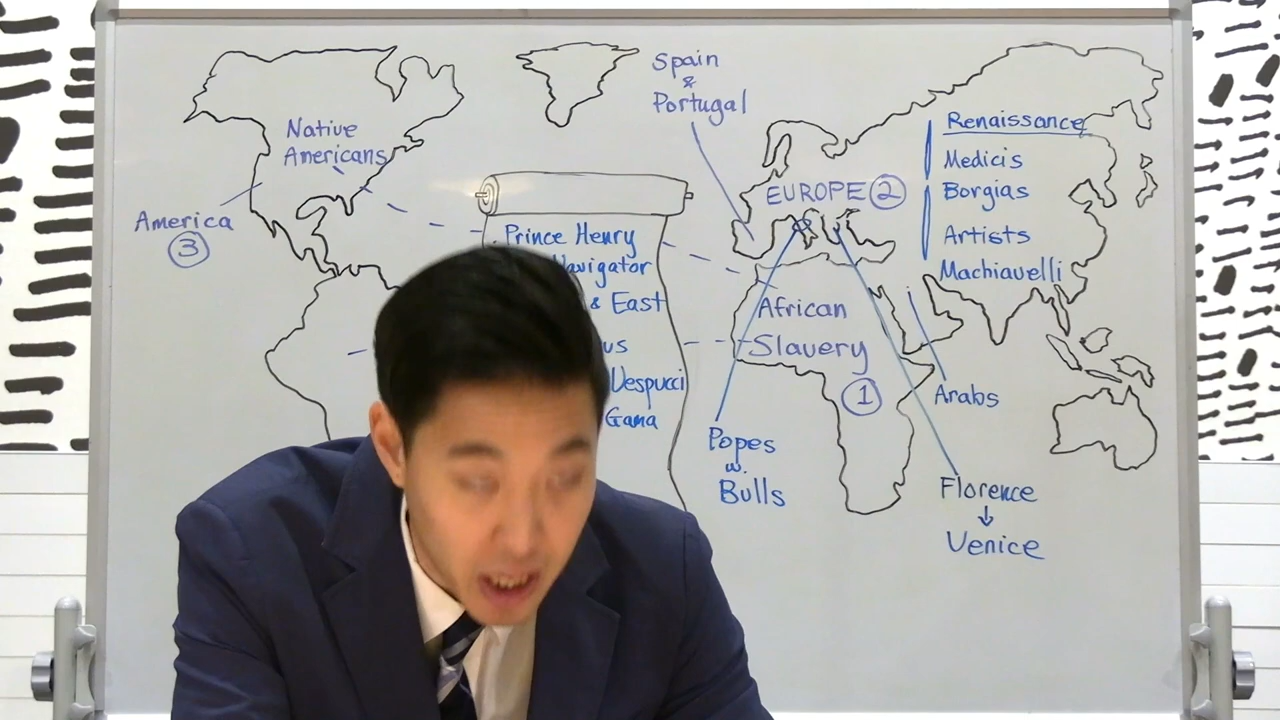 Spain
&
Portugal
Native
Americans
America
3
Prince Henry
Navigator
& East
us
Vespucci
Gama
EUROPE 2
Renaissance
Medicis
Borgias
Artists
Machiavelli
African
Slavery
1
Arabs
Popes
w.
Bulls
Florence
↓
Venice